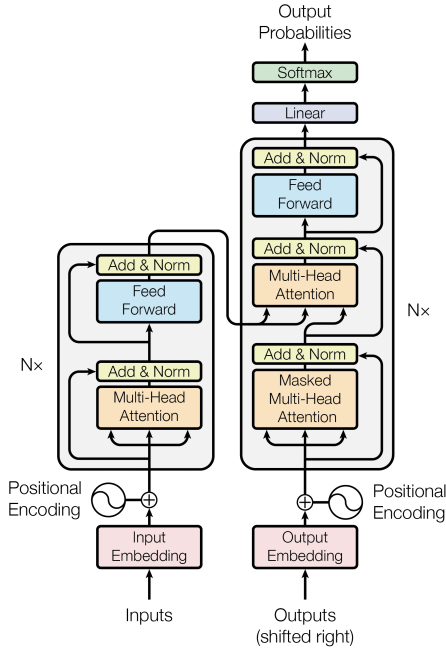 Output
Probabilities
Softmax
Linear
Add & Norm
Feed
Forward
Add & Norm
Multi-Head
Attention
Add & Norm
Masked
Multi-Head
Attention
N×
Add & Norm
Feed
Forward
Add & Norm
Multi-Head
Attention
N×
Positional
Encoding
Input
Embedding
Inputs
Positional
Encoding
Output
Embedding
Outputs
(shifted right)